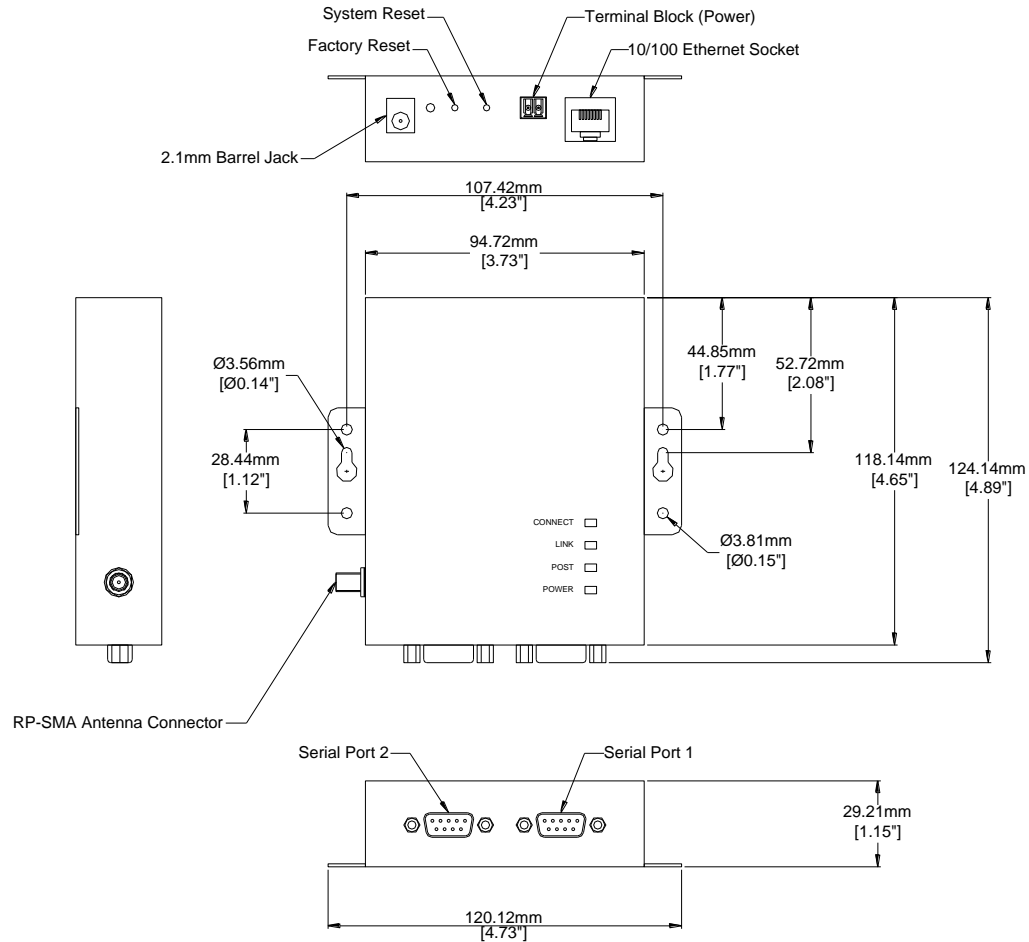 System Reset
Factory Reset
Terminal Block (Power)
10/100 Ethernet Socket
2.1mm Barrel Jack
107.42mm
[4.23"]
94.72mm
[3.73"]
44.85mm
[1.77"]
52.72mm
[2.08"]
Ø3.56mm
[Ø0.14"]
28.44mm
[1.12"]
118.14mm
[4.65"]
124.14mm
[4.89"]
CONNECT
LINK
POST
POWER
Ø3.81mm
[Ø0.15"]
RP-SMA Antenna Connector
Serial Port 2
Serial Port 1
29.21mm
[1.15"]
120.12mm
[4.73"]